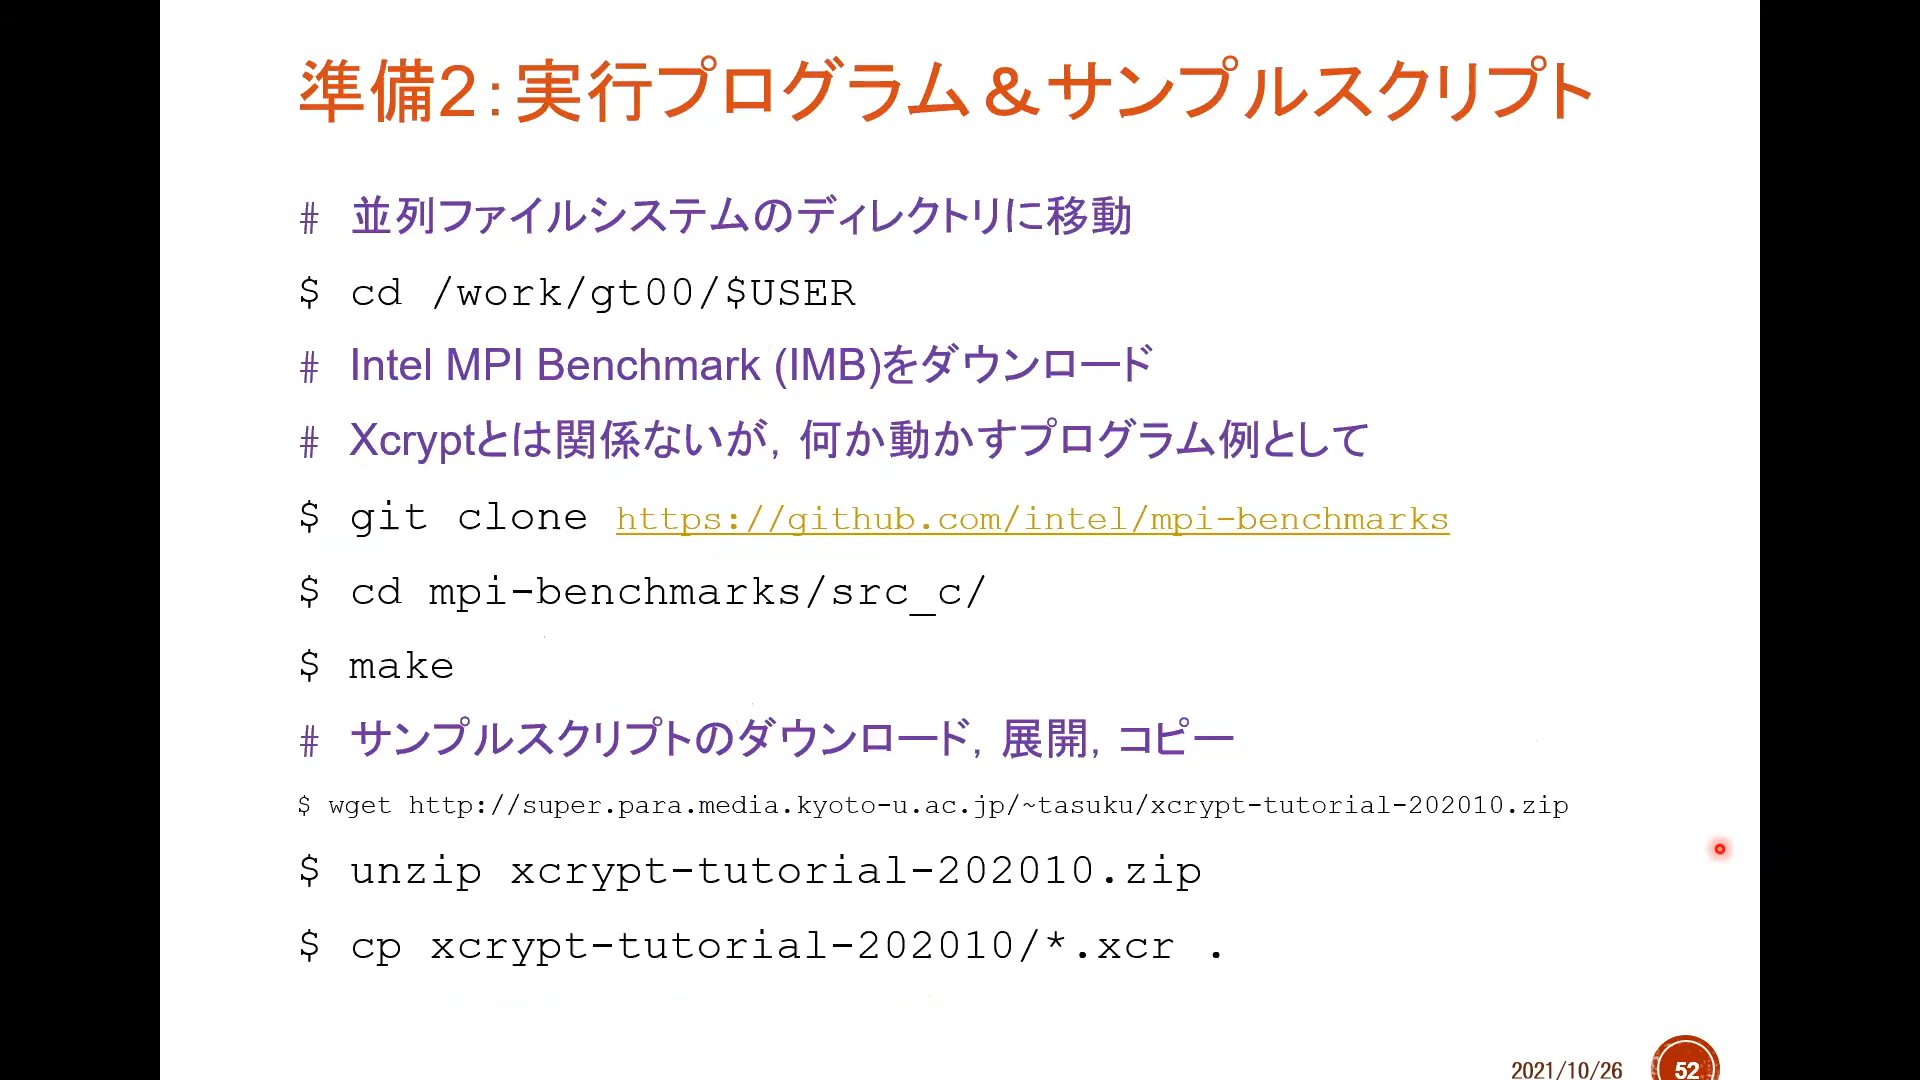 準備2：実行プログラム＆サンプルスクリプト
# 並列ファイルシステムのディレクトリに移動
$ cd /work/gt00/$USER
# Intel MPI Benchmark (IMB)をダウンロード
# Xcryptとは関係ないが，何か動かすプログラム例として
$ git clone https://github.com/intel/mpi-benchmarks
$ cd mpi-benchmarks/src_c/
$ make
# サンプルスクリプトのダウンロード，展開，コピー
$ wget http://super.para.media.kyoto-u.ac.jp/~tasuku/xcrypt-tutorial-202010.zip
$ unzip xcrypt-tutorial-202010.zip
$ cp xcrypt-tutorial-202010/*.xcr .
2021/10/26 52